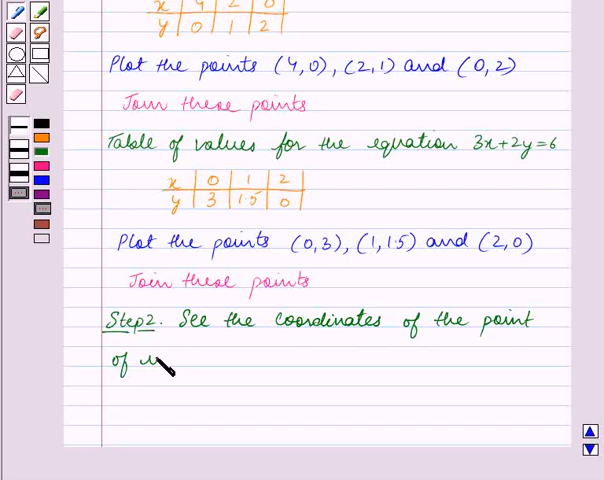 x 4 2 0
y 0 1 2
Plot the points (4,0), (2,1) and (0,2)
Join these points
Table of values for the equation 3x+2y=6
x 0 1 2
y 3 1.5 0
Plot the points (0,3), (1,1.5) and (2,0)
Join these points
Step2. See the coordinates of the point
of